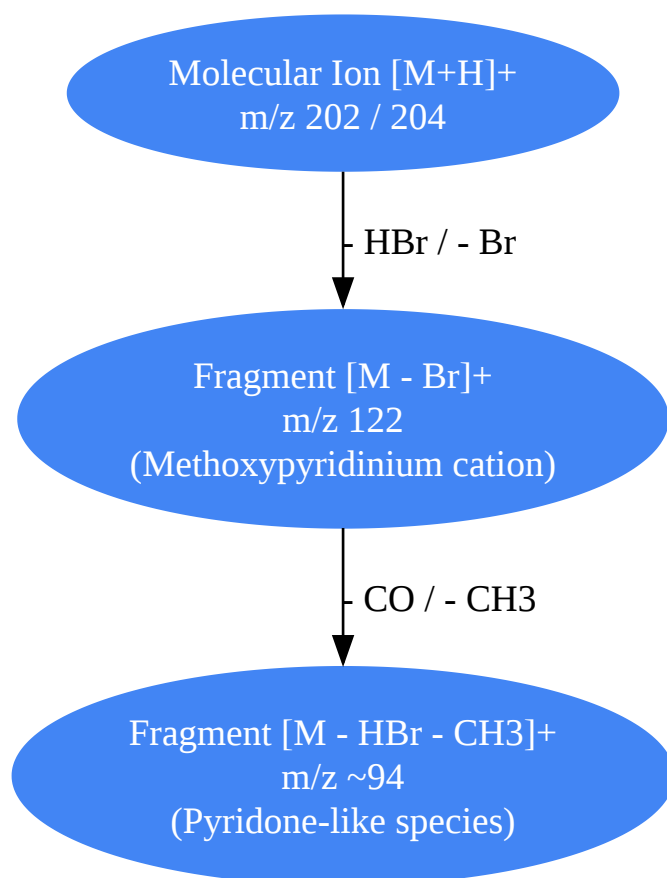 Molecular Ion [M+H]+
m/z 202 / 204
- HBr / - Br
Fragment [M - Br]+
m/z 122
(Methoxypyridinium cation)
- CO / - CH3
Fragment [M - HBr - CH3]+
m/z ~94
(Pyridone-like species)